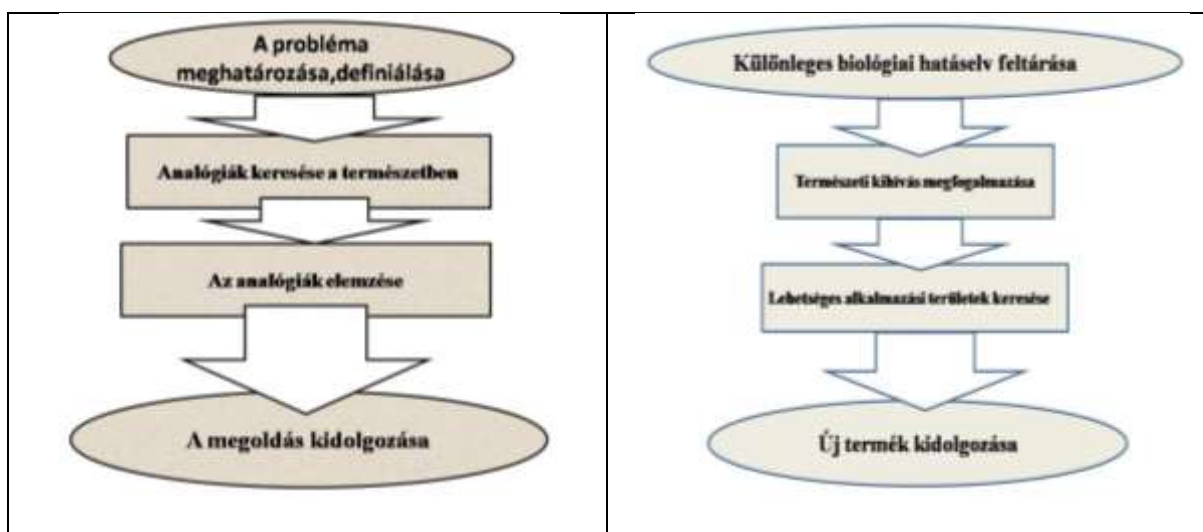 A probléma
meghatározása,definiálása
Analógiák keresése a természetben
Az analógiák elemzése
A megoldás kidolgozása
Különleges biológiai hatáselv feltárása
Természeti kihívás megfogalmazása
Lehetséges alkalmazási területek keresése
Új termék kidolgozása